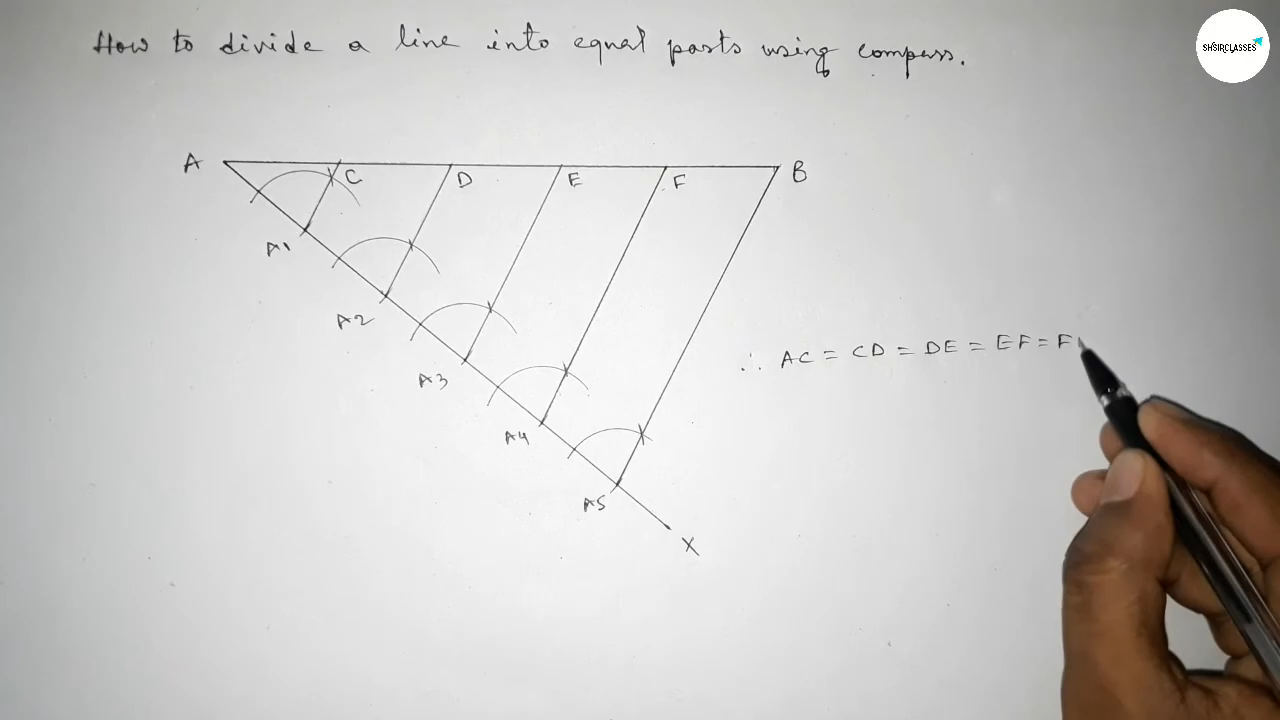 How to divide a line into equal parts using compass.
SHSIRCLASSES
A
B
C
D
E
F
A1
A2
A3
A4
A5
X
∴ AC = CD = DE = EF = F